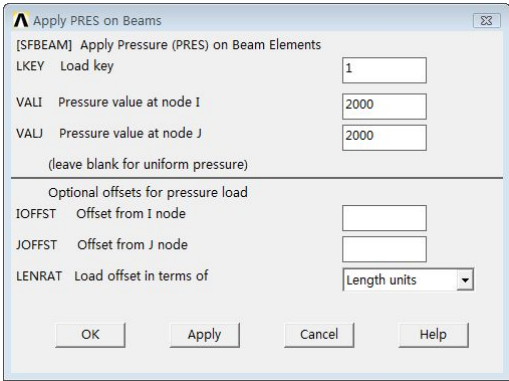 Apply PRES on Beams
[SFBEAM] Apply Pressure (PRES) on Beam Elements
LKEY Load key 1
VALI Pressure value at node I 2000
VALJ Pressure value at node J 2000
(leave blank for uniform pressure)
Optional offsets for pressure load
IOFFST Offset from I node
JOFFST Offset from J node
LENRAT Load offset in terms of Length units
OK Apply Cancel Help